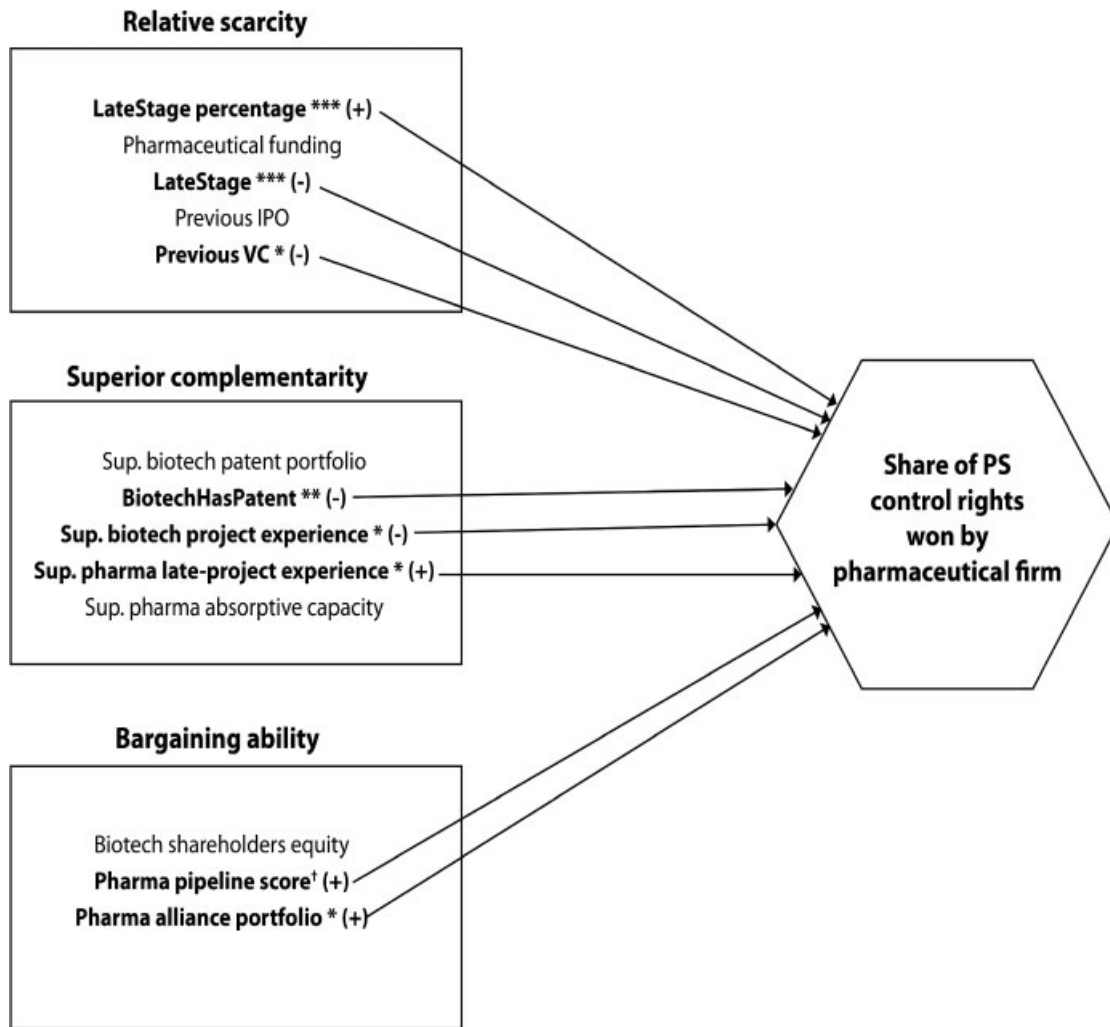 Relative scarcity
LateStage percentage *** (+)
Pharmaceutical funding
LateStage *** (-)
Previous IPO
Previous VC * (-)
Superior complementarity
Sup. biotech patent portfolio
BiotechHasPatent ** (-)
Sup. biotech project experience * (-)
Sup. pharma late-project experience * (+)
Sup. pharma absorptive capacity
Bargaining ability
Biotech shareholders equity
Pharma pipeline score† (+)
Pharma alliance portfolio * (+)
Share of PS
control rights
won by
pharmaceutical firm